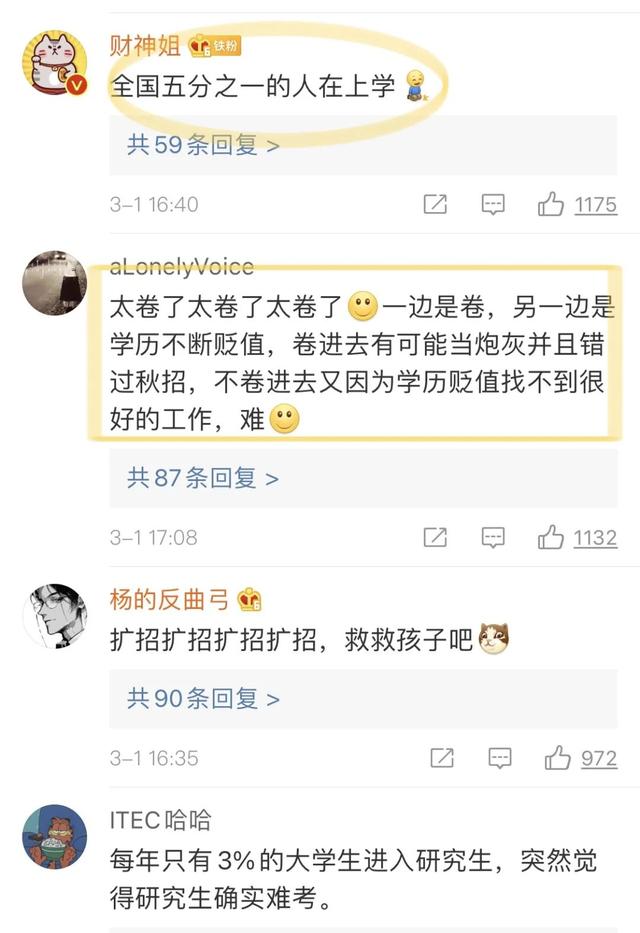 财神姐 铁粉
全国五分之一的人在上学
共59条回复 >
3-1 16:40 1175
aLonelyVoice
太卷了太卷了太卷了 一边是卷，另一边是
学历不断贬值，卷进去有可能当炮灰并且错
过秋招，不卷进去又因为学历贬值找不到很
好的工作，难
共87条回复 >
3-1 17:08 1132
杨的反曲弓
扩招扩招扩招扩招，救救孩子吧
共90条回复 >
3-1 16:35 972
ITEC哈哈
每年只有3%的大学生进入研究生，突然觉
得研究生确实难考。